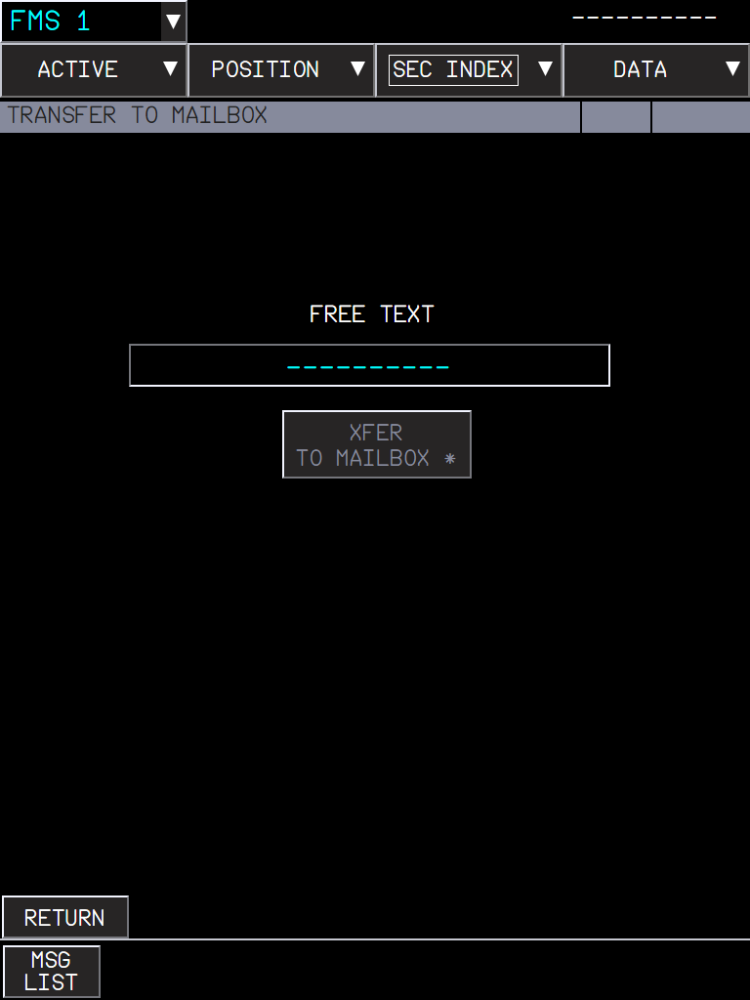 FMS 1 ▼
----------
ACTIVE ▼ POSITION ▼ SEC INDEX ▼ DATA ▼
TRANSFER TO MAILBOX
FREE TEXT
----------
XFER
TO MAILBOX *
RETURN
MSG
LIST